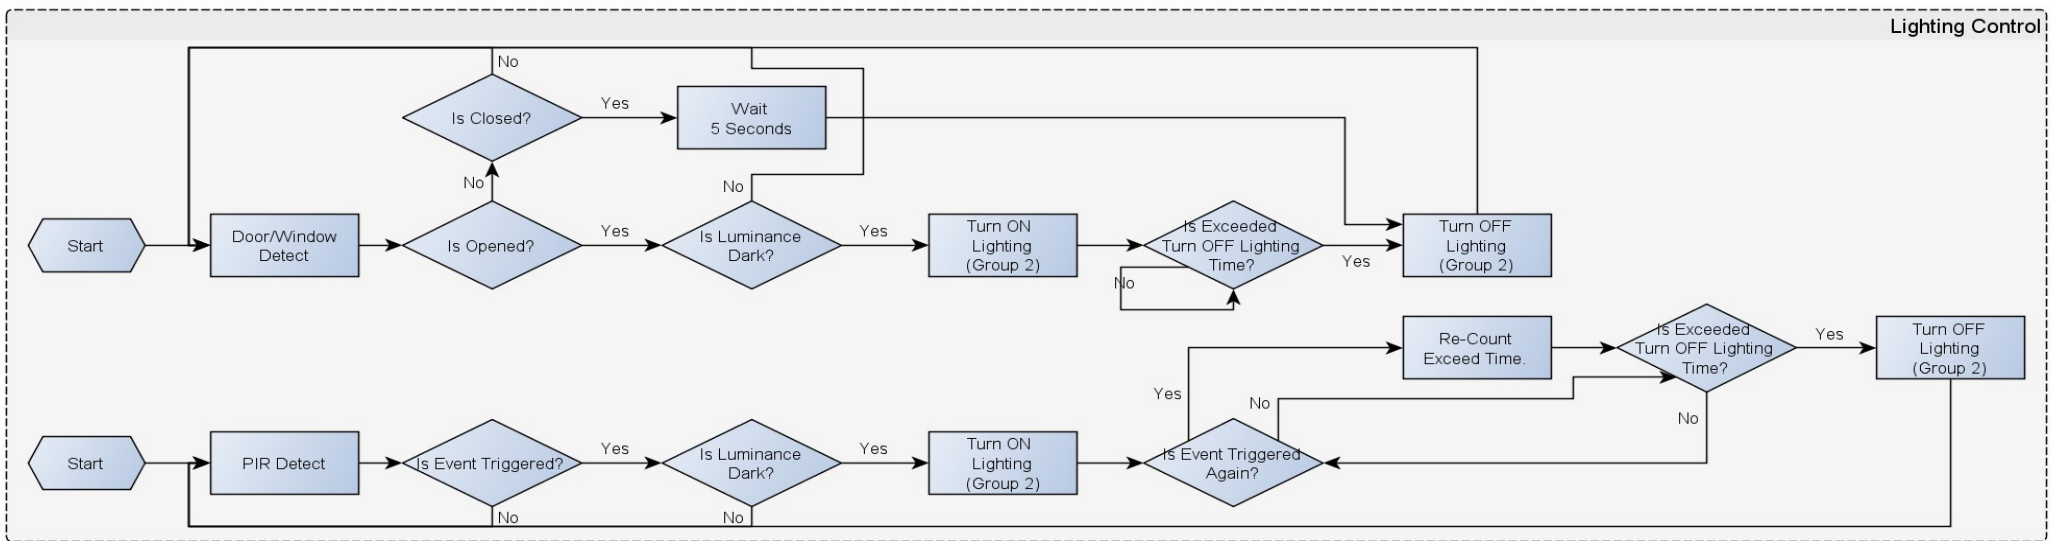 Lighting Control
No
Is Closed?
Yes
Wait
5 Seconds
No
No
Start
Door/Window
Detect
Is Opened?
Yes
Is Luminance
Dark?
Yes
Turn ON
Lighting
(Group 2)
Is Exceeded
Turn OFF Lighting
Time?
No
Yes
Turn OFF
Lighting
(Group 2)
Re-Count
Exceed Time.
Is Exceeded
Turn OFF Lighting
Time?
Yes
Turn OFF
Lighting
(Group 2)
Yes
No
No
Start
PIR Detect
Is Event Triggered?
Yes
Is Luminance
Dark?
Yes
Turn ON
Lighting
(Group 2)
Is Event Triggered
Again?
No
No